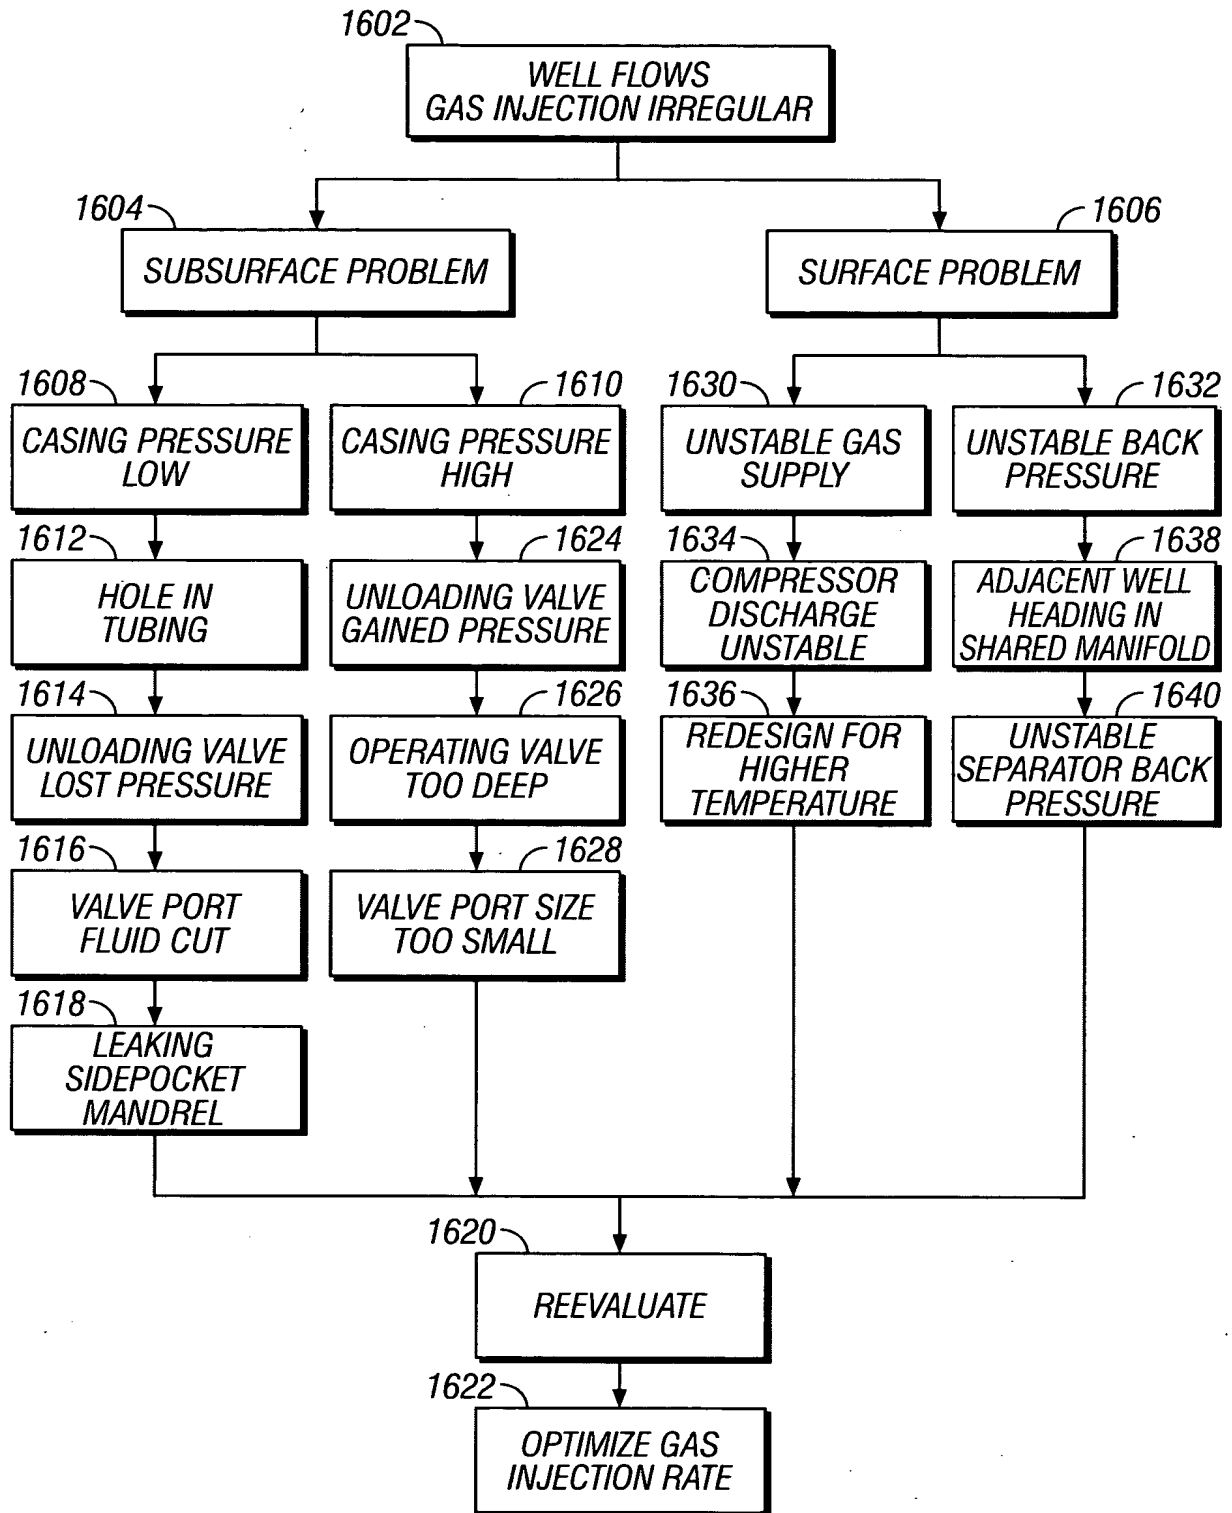 1602
WELL FLOWS
GAS INJECTION IRREGULAR
1604
SUBSURFACE PROBLEM
1606
SURFACE PROBLEM
1608
CASING PRESSURE
LOW
1610
CASING PRESSURE
HIGH
1630
UNSTABLE GAS
SUPPLY
1632
UNSTABLE BACK
PRESSURE
1612
HOLE IN
TUBING
1624
UNLOADING VALVE
GAINED PRESSURE
1634
COMPRESSOR
DISCHARGE
UNSTABLE
1638
ADJACENT WELL
HEADING IN
SHARED MANIFOLD
1614
UNLOADING VALVE
LOST PRESSURE
1626
OPERATING VALVE
TOO DEEP
1636
REDESIGN FOR
HIGHER
TEMPERATURE
1640
UNSTABLE
SEPARATOR BACK
PRESSURE
1616
VALVE PORT
FLUID CUT
1628
VALVE PORT SIZE
TOO SMALL
1618
LEAKING
SIDEPOCKET
MANDREL
1620
REEVALUATE
1622
OPTIMIZE GAS
INJECTION RATE